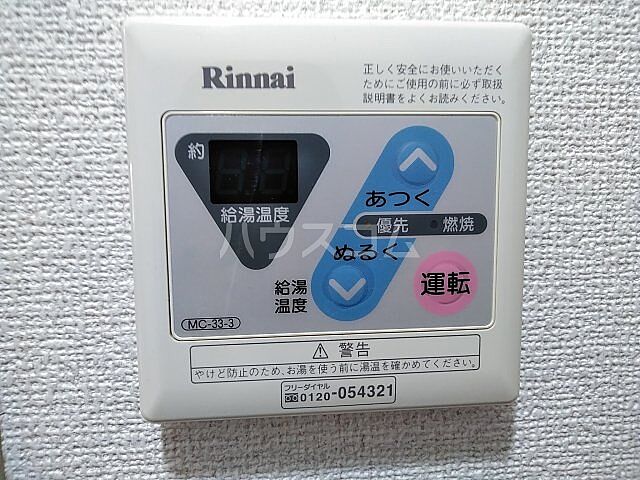 Rinnai
正しく安全にお使いいただく
ためにご使用の前に必ず取扱
説明書をよくお読みください。
約
給湯温度
あつく
優先 燃焼
ぬるく
給湯
温度
運転
MC-33-3
ハウスコム
⚠ 警告
やけど防止のため、お湯を使う前に湯温を確かめてください。
フリーダイヤル
0120-054321